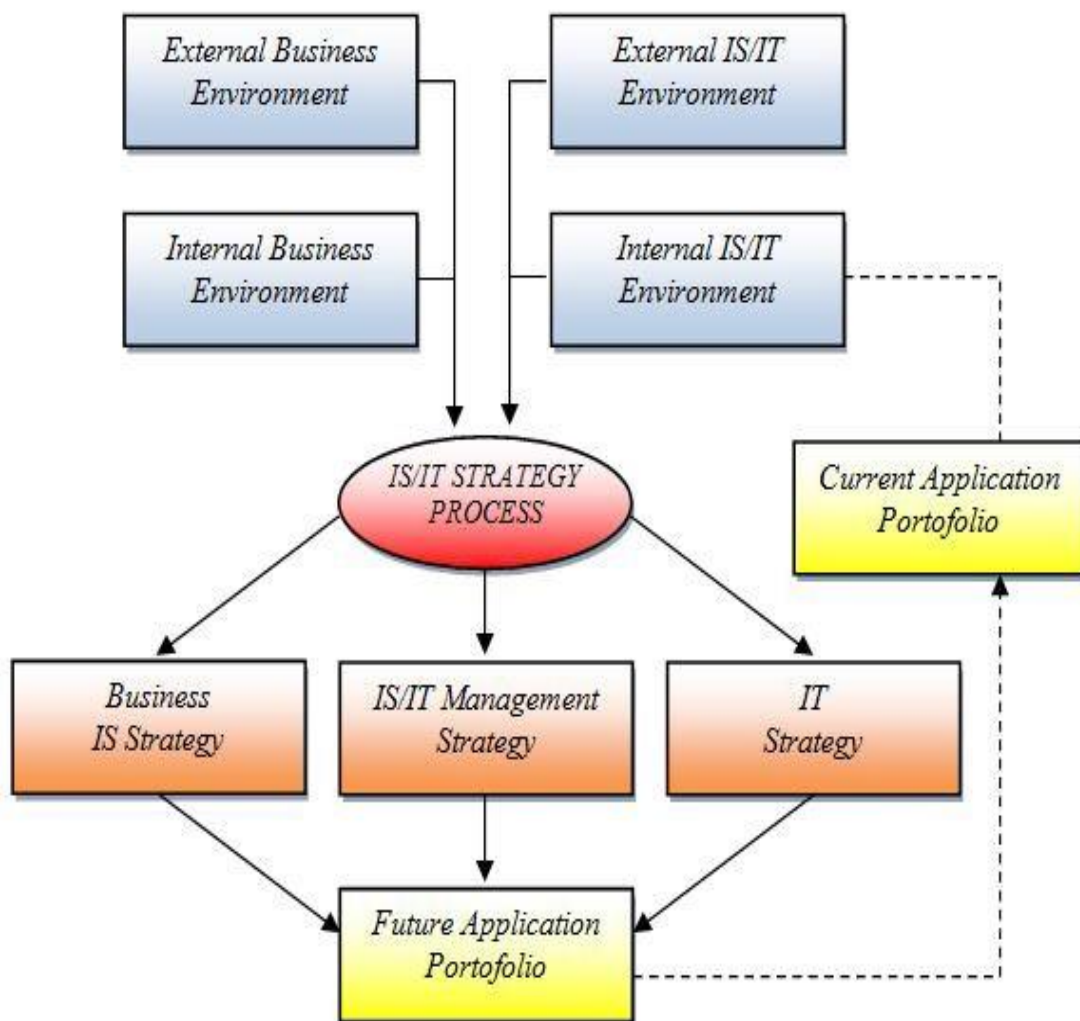 External Business
Environment
External IS/IT
Environment
Internal Business
Environment
Internal IS/IT
Environment
IS/IT STRATEGY
PROCESS
Current Application
Portofolio
Business
IS Strategy
IS/IT Management
Strategy
IT
Strategy
Future Application
Portofolio